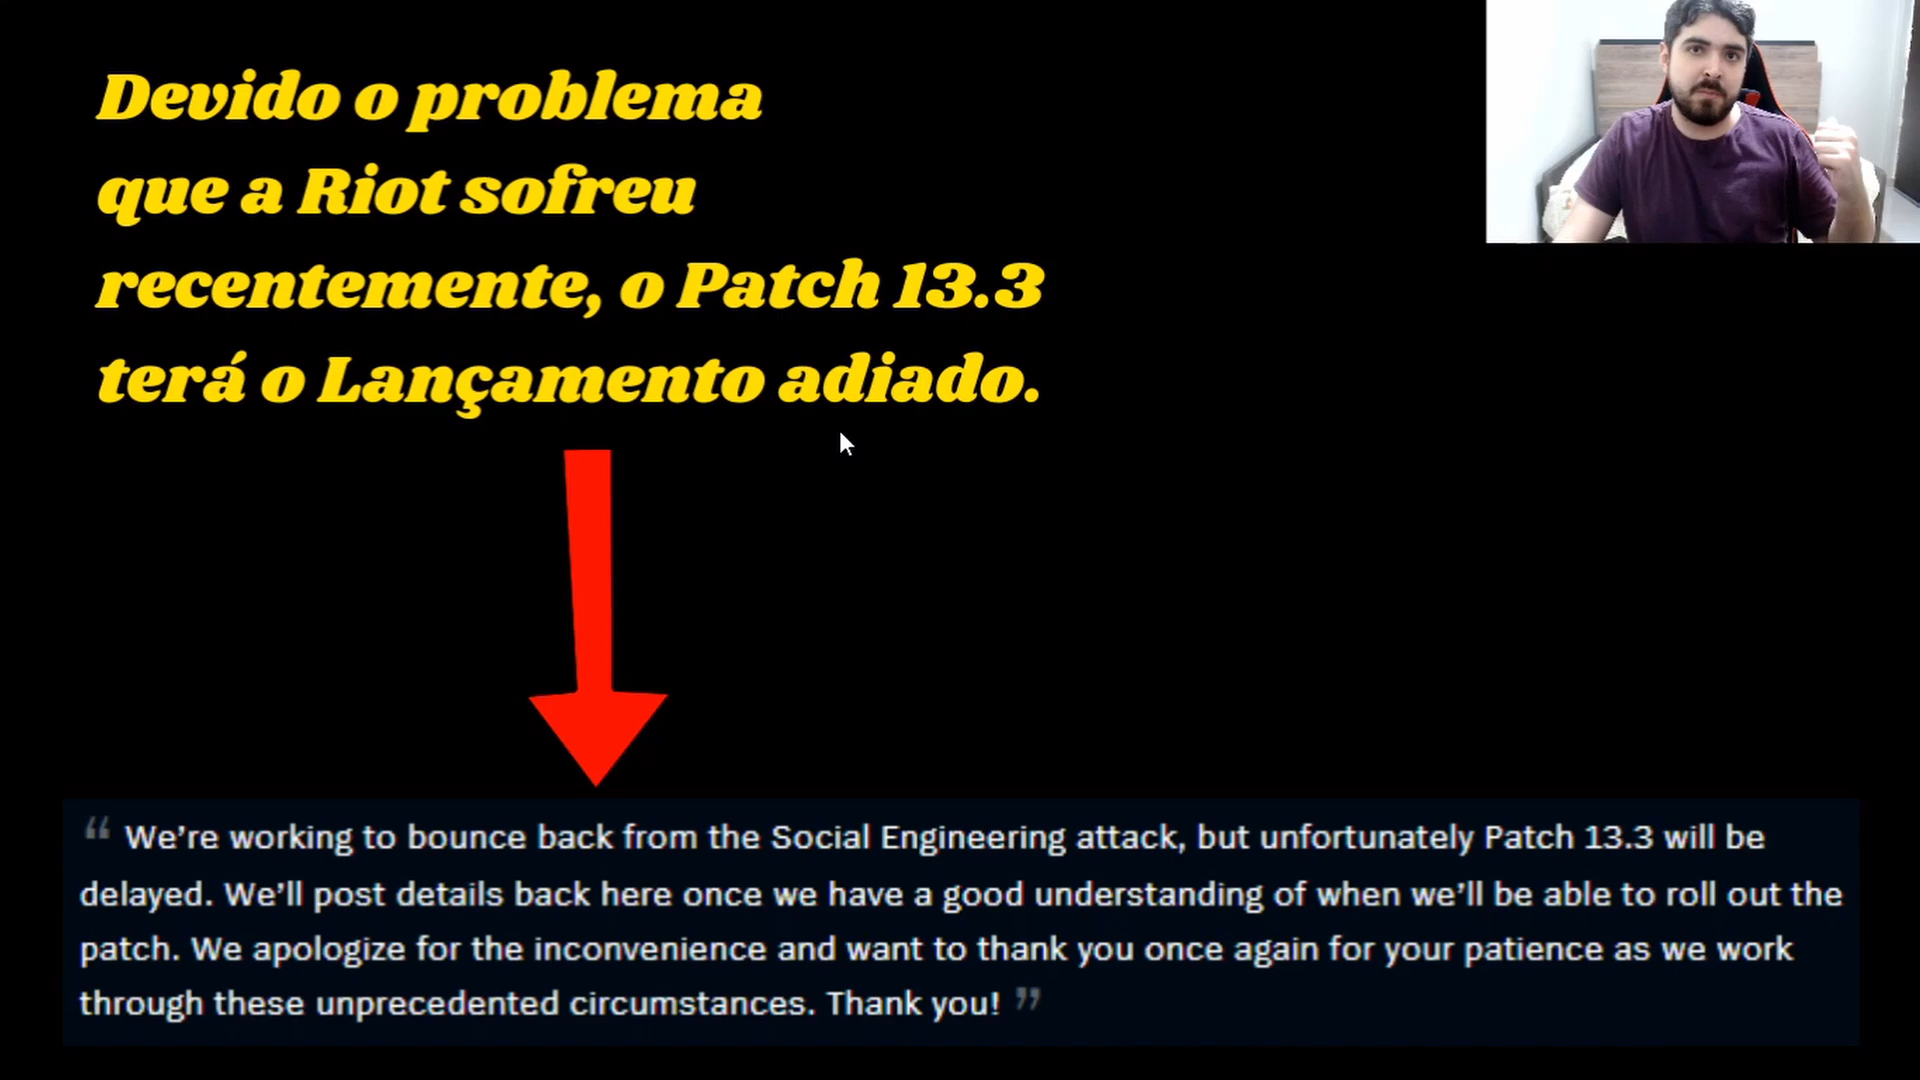 Devido o problema
que a Riot sofreu
recentemente, o Patch 13.3
terá o Lançamento adiado.
“ We’re working to bounce back from the Social Engineering attack, but unfortunately Patch 13.3 will be
delayed. We’ll post details back here once we have a good understanding of when we’ll be able to roll out the
patch. We apologize for the inconvenience and want to thank you once again for your patience as we work
through these unprecedented circumstances. Thank you! ”